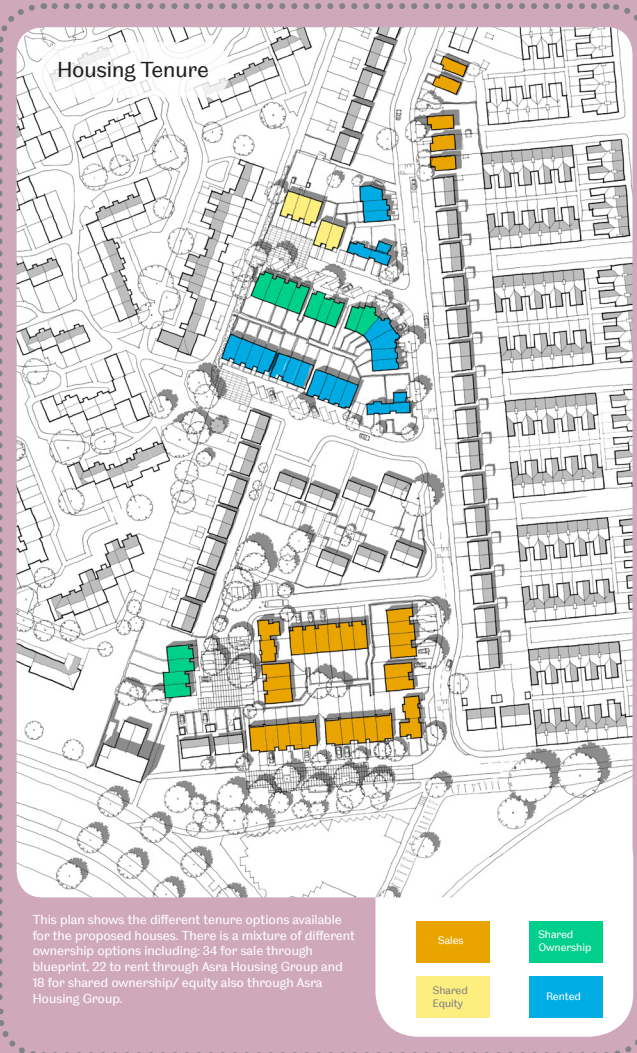 Housing Tenure
This plan shows the different tenure options available
for the proposed houses. There is a mixture of different
ownership options including: 34 for sale through
blueprint, 22 to rent through Asra Housing Group and
18 for shared ownership/ equity also through Asra
Housing Group.
Sales
Shared
Ownership
Shared
Equity
Rented